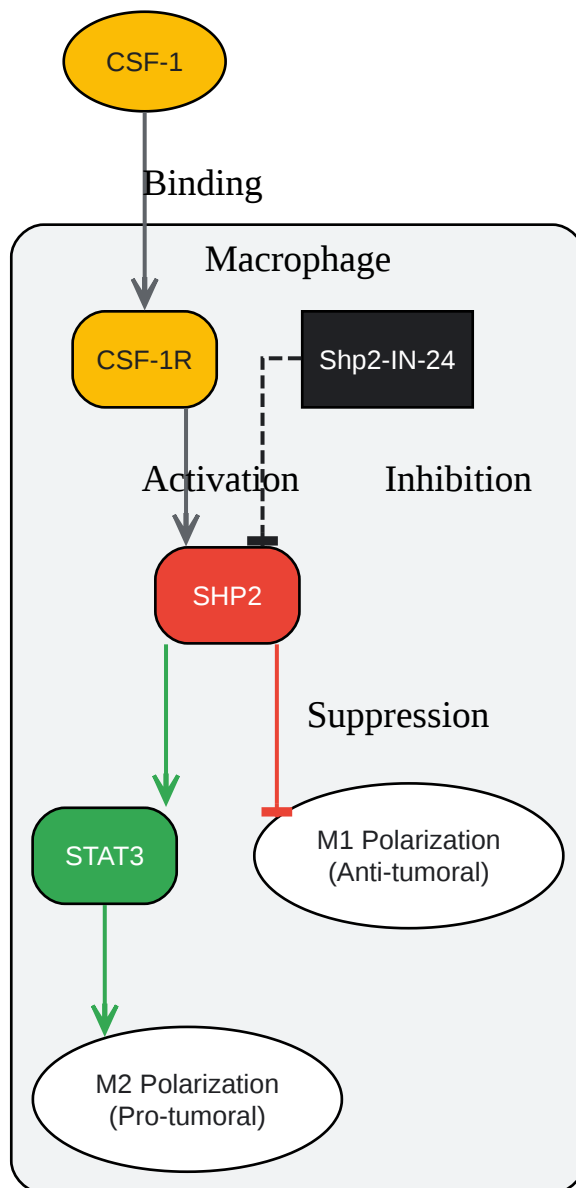 CSF-1
Binding
Macrophage
CSF-1R
Shp2-IN-24
Activation
Inhibition
SHP2
Suppression
STAT3
M1 Polarization
(Anti-tumoral)
M2 Polarization
(Pro-tumoral)